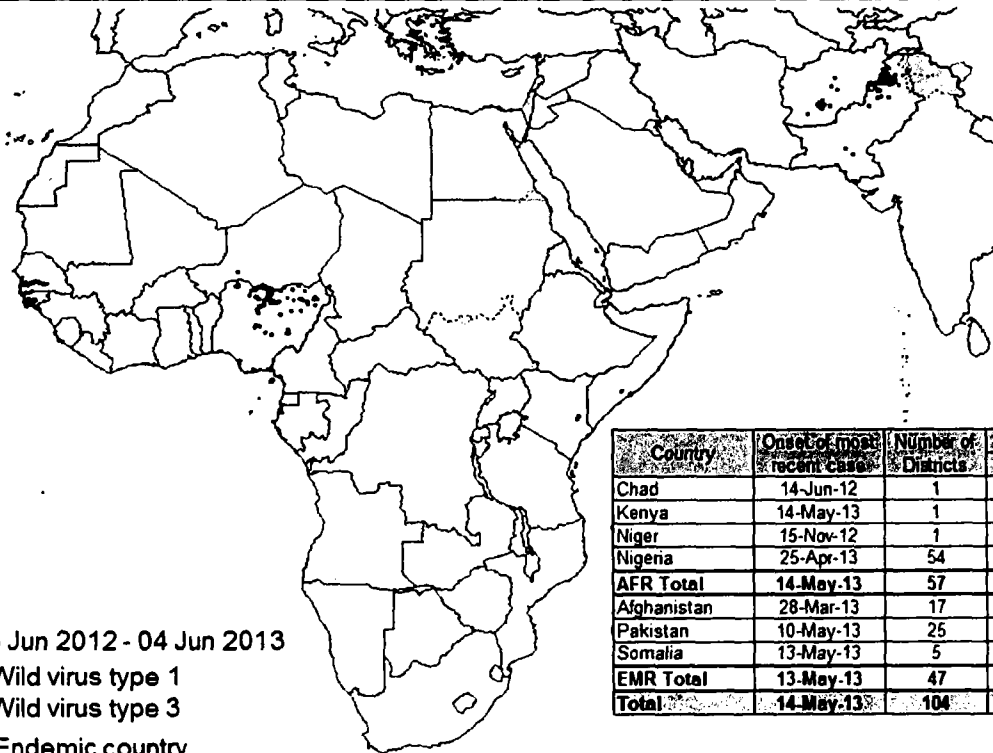 Country Onset of most recent case Number of Districts
Chad 14-Jun-12 1
Kenya 14-May-13 1
Niger 15-Nov-12 1
Nigeria 25-Apr-13 54
AFR Total 14-May-13 57
Afghanistan 28-Mar-13 17
Pakistan 10-May-13 25
Somalia 13-May-13 5
EMR Total 13-May-13 47
Total 14-May-13 104
Jun 2012 - 04 Jun 2013
Wild virus type 1
Wild virus type 3
Endemic country